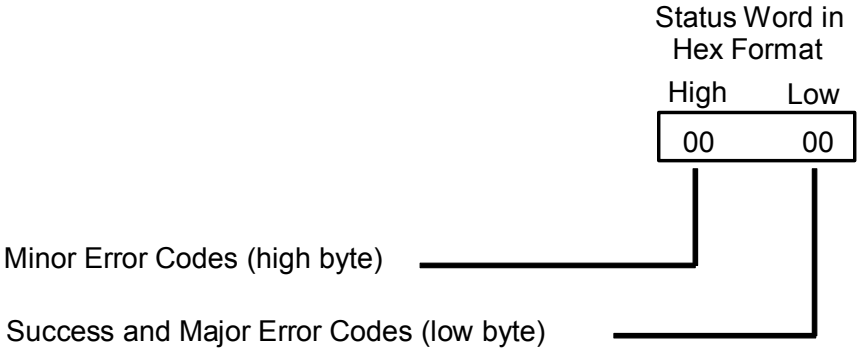 Status Word in
Hex Format
High Low
00 00
Minor Error Codes (high byte)
Success and Major Error Codes (low byte)